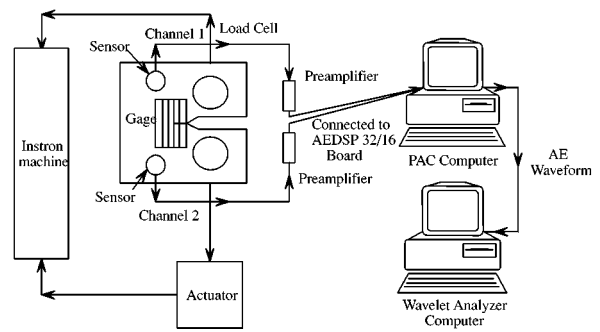 Channel 1
Load Cell
Sensor
Preamplifier
Gage
Connected to
AEDSP 32/16
Board
Instron
machine
PAC Computer
AE
Waveform
Preamplifier
Sensor
Channel 2
Actuator
Wavelet Analyzer
Computer